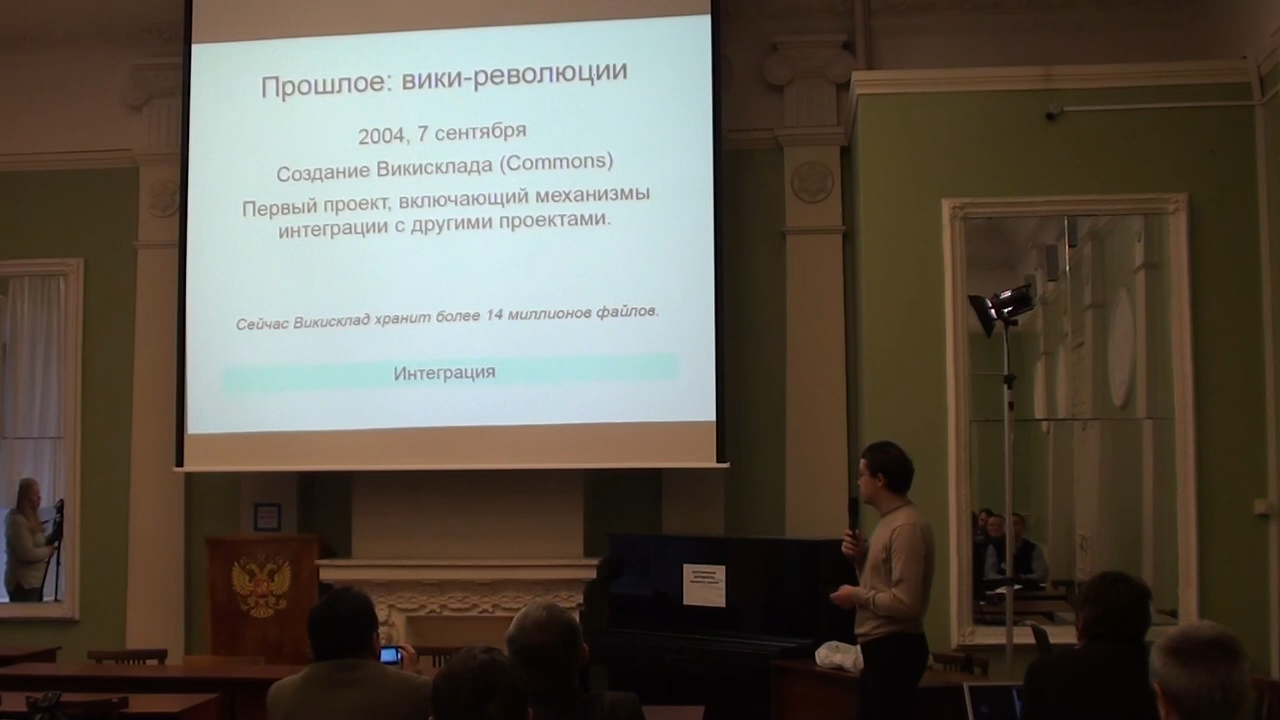 Прошлое: вики-революции
2004, 7 сентября
Создание Викисклада (Commons)
Первый проект, включающий механизмы
интеграции с другими проектами.
Сейчас Викисклад хранит более 14 миллионов файлов.
Интеграция